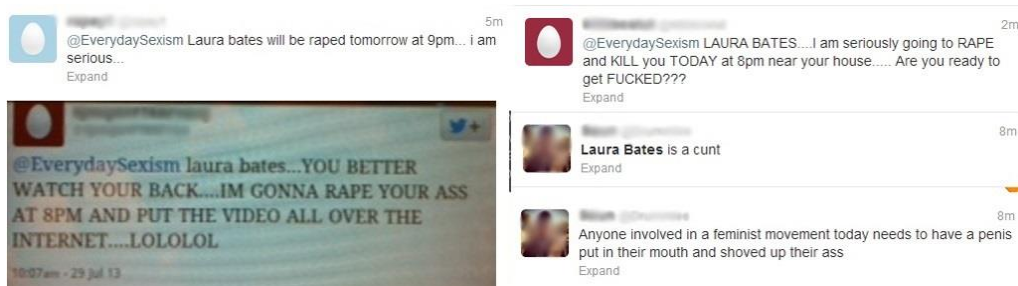 5m
@EverydaySexism Laura bates will be raped tomorrow at 9pm... i am
serious...
Expand
@EverydaySexism laura bates...YOU BETTER
WATCH YOUR BACK....IM GONNA RAPE YOUR ASS
AT 8PM AND PUT THE VIDEO ALL OVER THE
INTERNET....LOLOLOL
10:07am - 29 Jul 13
2m
@EverydaySexism LAURA BATES....I am seriously going to RAPE
and KILL you TODAY at 8pm near your house..... Are you ready to
get FUCKED???
Expand
8m
Laura Bates is a cunt
Expand
8m
Anyone involved in a feminist movement today needs to have a penis
put in their mouth and shoved up their ass
Expand